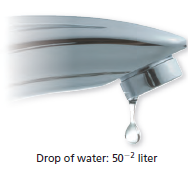 Drop of water: 50⁻² liter